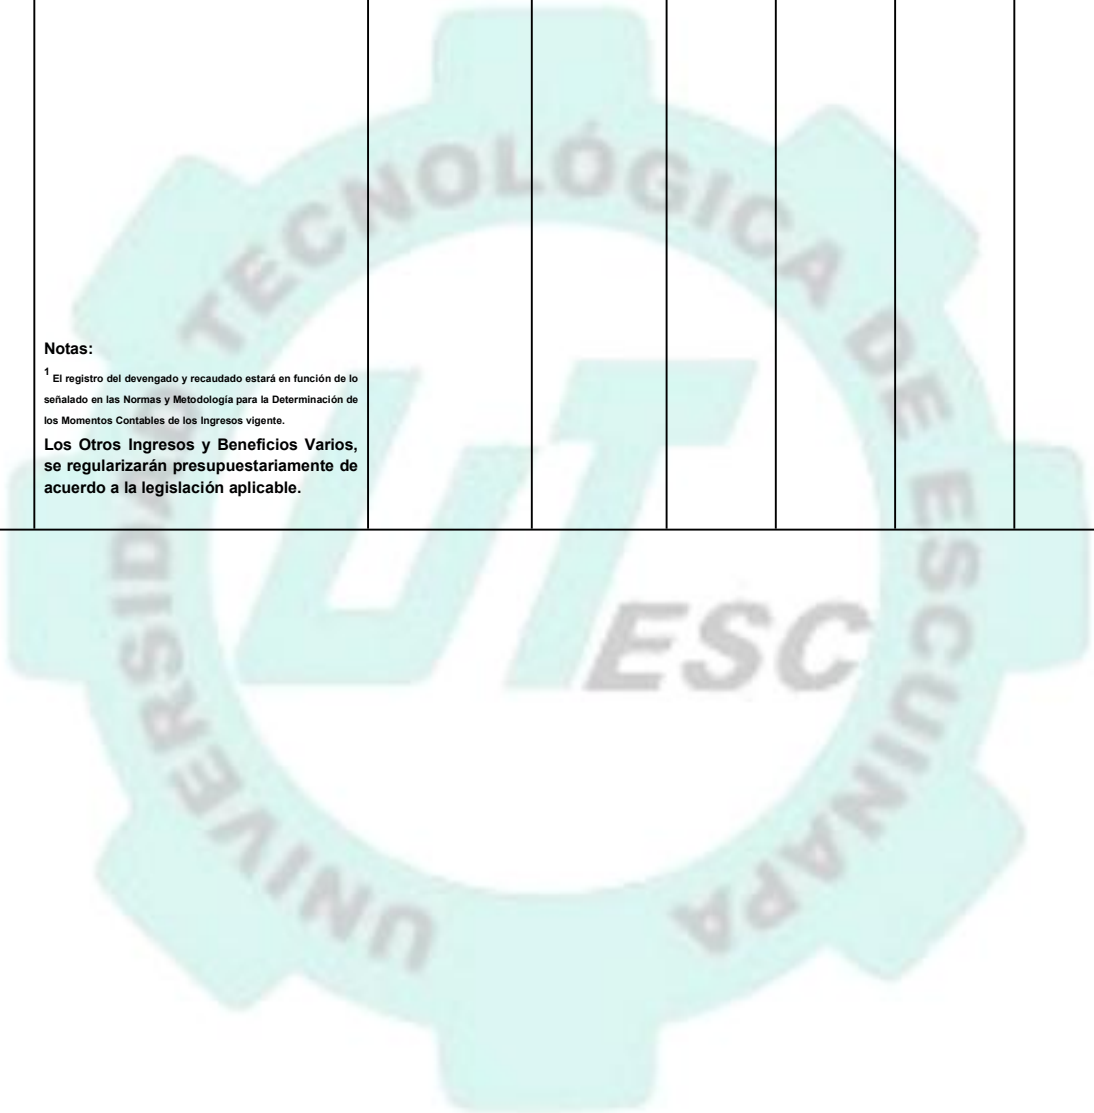 Notas:
1 El registro del devengado y recaudado estará en función de lo
señalado en las Normas y Metodología para la Determinación de
los Momentos Contables de los Ingresos vigente.
Los Otros Ingresos y Beneficios Varios,
se regularizarán presupuestariamente de
acuerdo a la legislación aplicable.
UNIVERSIDAD TECNOLÓGICA DE ESCUINAPA
UT
ESC